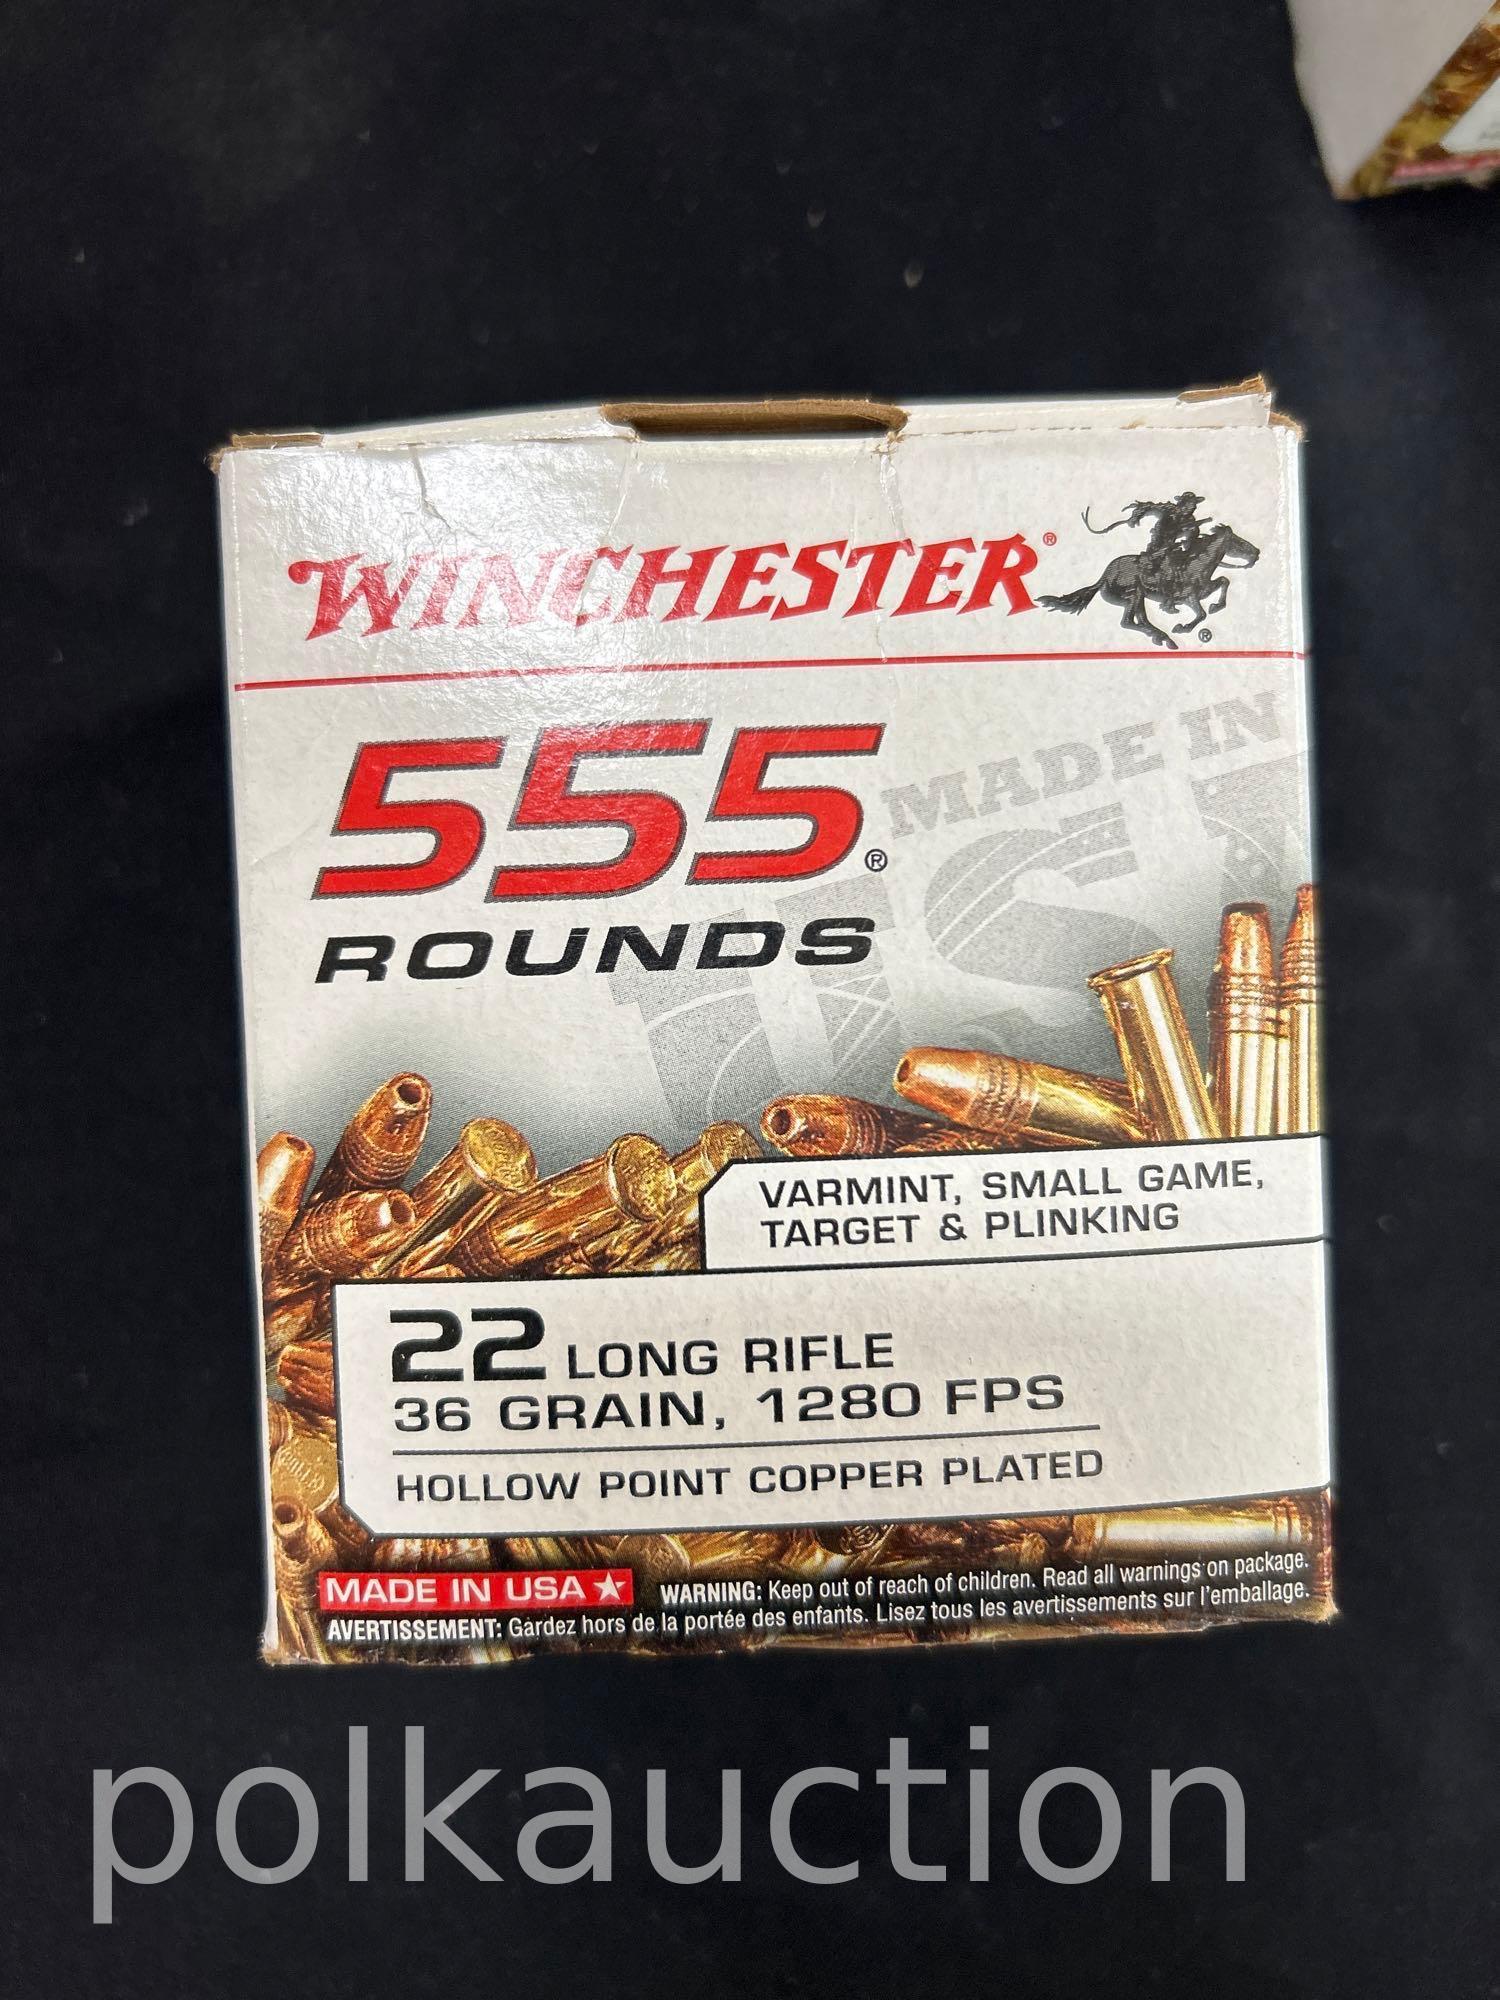 WINCHESTER®
®
MADE IN
USA
555®
ROUNDS
VARMINT, SMALL GAME,
TARGET & PLINKING
22 LONG RIFLE
36 GRAIN, 1280 FPS
HOLLOW POINT COPPER PLATED
MADE IN USA★ WARNING: Keep out of reach of children. Read all warnings on package.
AVERTISSEMENT: Gardez hors de la portée des enfants. Lisez tous les avertissements sur l'emballage.
polkauction